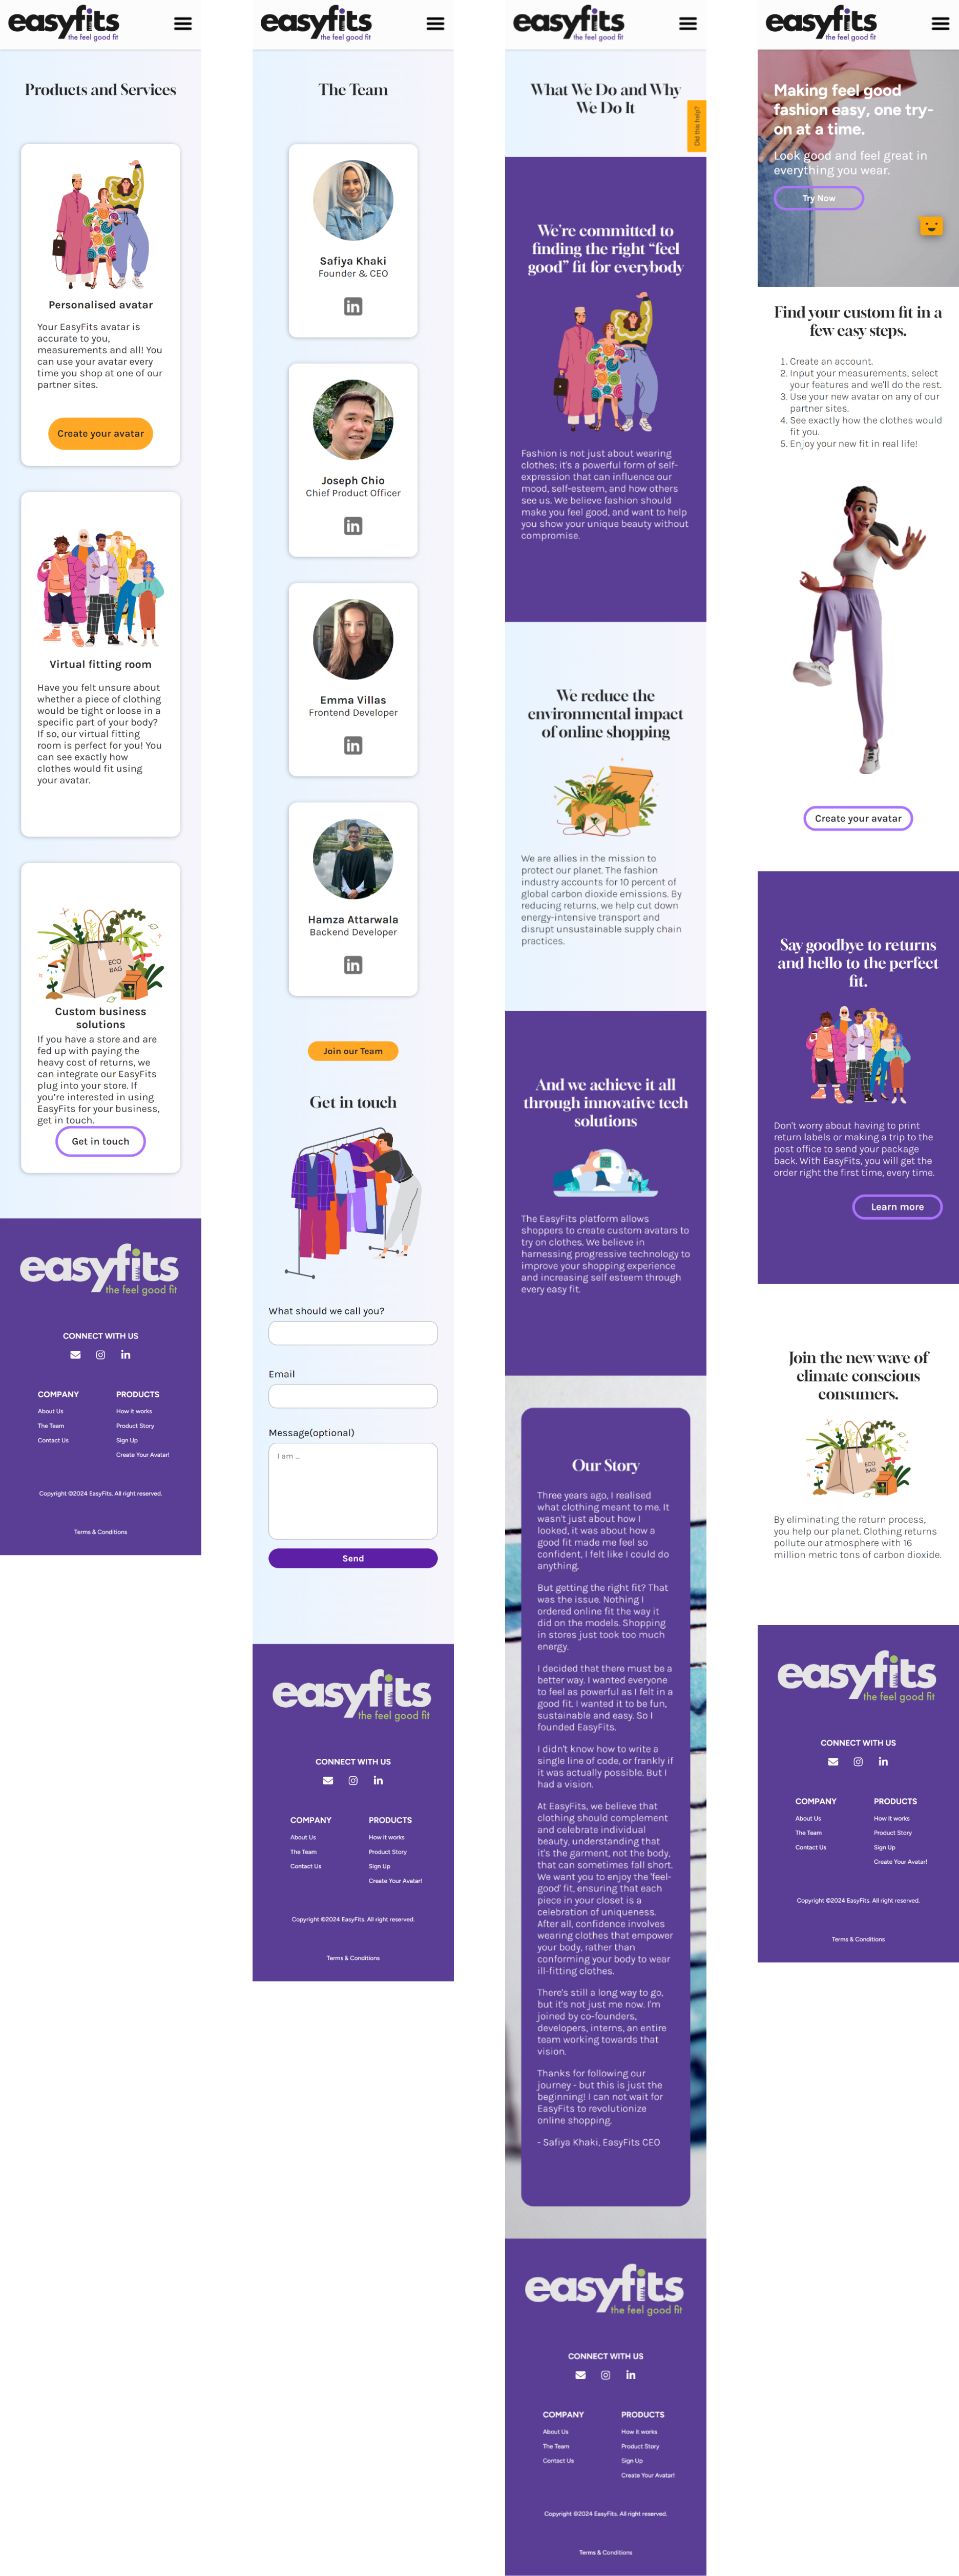 easyfits
the feel good fit
Products and Services
Personalised avatar
Your EasyFits avatar is
accurate to you,
measurements and all! You
can use your avatar every
time you shop at one of our
partner sites.
Create your avatar
Virtual fitting room
Have you felt unsure about
whether a piece of clothing
would be tight or loose in a
specific part of your body?
If so, our virtual fitting
room is perfect for you! You
can see exactly how
clothes would fit using
your avatar.
ECO
BAG
Custom business
solutions
If you have a store and are
fed up with paying the
heavy cost of returns, we
can integrate our EasyFits
plug into your store. If
you're interested in using
EasyFits for your business,
get in touch.
Get in touch
easyfits
the feel good fit
CONNECT WITH US
COMPANY
About Us
The Team
Contact Us
PRODUCTS
How it works
Product Story
Sign Up
Create Your Avatar!
Copyright ©2024 EasyFits. All right reserved.
Terms & Conditions
easyfits
the feel good fit
The Team
Safiya Khaki
Founder & CEO
in
Joseph Chio
Chief Product Officer
in
Emma Villas
Frontend Developer
in
Hamza Attarwala
Backend Developer
in
Join our Team
Get in touch
What should we call you?
Email
Message(optional)
I am ...
Send
easyfits
the feel good fit
CONNECT WITH US
COMPANY
About Us
The Team
Contact Us
PRODUCTS
How it works
Product Story
Sign Up
Create Your Avatar!
Copyright ©2024 EasyFits. All right reserved.
Terms & Conditions
easyfits
the feel good fit
What We Do and Why
We Do It
Did this help?
We're committed to
finding the right “feel
good” fit for everybody
Fashion is not just about wearing
clothes; it's a powerful form of self-
expression that can influence our
mood, self-esteem, and how others
see us. We believe fashion should
make you feel good, and want to help
you show your unique beauty without
compromise.
We reduce the
environmental impact
of online shopping
We are allies in the mission to
protect our planet. The fashion
industry accounts for 10 percent of
global carbon dioxide emissions. By
reducing returns, we help cut down
energy-intensive transport and
disrupt unsustainable supply chain
practices.
And we achieve it all
through innovative tech
solutions
The EasyFits platform allows
shoppers to create custom avatars to
try on clothes. We believe in
harnessing progressive technology to
improve your shopping experience
and increasing self esteem through
every easy fit.
Our Story
Three years ago, I realised
what clothing meant to me. It
wasn't just about how I
looked, it was about how a
good fit made me feel so
confident, I felt like I could do
anything.
But getting the right fit? That
was the issue. Nothing I
ordered online fit the way it
did on the models. Shopping
in stores just took too much
energy.
I decided that there must be a
better way. I wanted everyone
to feel as powerful as I felt in a
good fit. I wanted it to be fun,
sustainable and easy. So I
founded EasyFits.
I didn't know how to write a
single line of code, or frankly if
it was actually possible. But I
had a vision.
At EasyFits, we believe that
clothing should complement
and celebrate individual
beauty, understanding that
it's the garment, not the body,
that can sometimes fall short.
We want you to enjoy the 'feel-
good' fit, ensuring that each
piece in your closet is a
celebration of uniqueness.
After all, confidence involves
wearing clothes that empower
your body, rather than
conforming your body to wear
ill-fitting clothes.
There's still a long way to go,
but it's not just me now. I'm
joined by co-founders,
developers, interns, an entire
team working towards that
vision.
Thanks for following our
journey - but this is just the
beginning! I can not wait for
EasyFits to revolutionize
online shopping.
- Safiya Khaki, EasyFits CEO
easyfits
the feel good fit
CONNECT WITH US
COMPANY
About Us
The Team
Contact Us
PRODUCTS
How it works
Product Story
Sign Up
Create Your Avatar!
Copyright ©2024 EasyFits. All right reserved.
Terms & Conditions
easyfits
the feel good fit
Making feel good
fashion easy, one try-
on at a time.
Look good and feel great in
everything you wear.
Try Now
Find your custom fit in a
few easy steps.
1. Create an account.
2. Input your measurements, select
your features and we'll do the rest.
3. Use your new avatar on any of our
partner sites.
4. See exactly how the clothes would
fit you.
5. Enjoy your new fit in real life!
Create your avatar
Say goodbye to returns
and hello to the perfect
fit.
Don't worry about having to print
return labels or making a trip to the
post office to send your package
back. With EasyFits, you will get the
order right the first time, every time.
Learn more
Join the new wave of
climate conscious
consumers.
ECO
BAG
By eliminating the return process,
you help our planet. Clothing returns
pollute our atmosphere with 16
million metric tons of carbon dioxide.
easyfits
the feel good fit
CONNECT WITH US
COMPANY
About Us
The Team
Contact Us
PRODUCTS
How it works
Product Story
Sign Up
Create Your Avatar!
Copyright ©2024 EasyFits. All right reserved.
Terms & Conditions